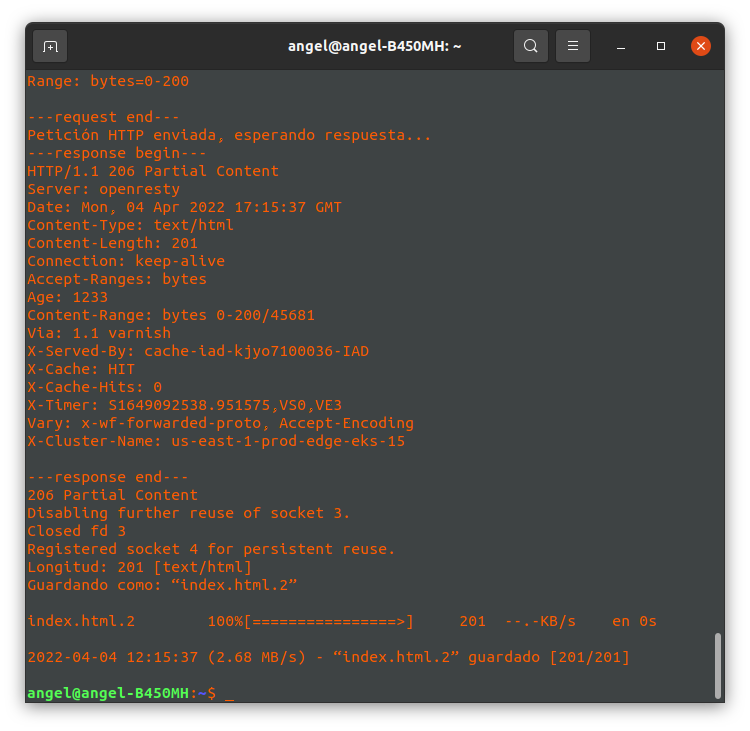 angel@angel-B450MH: ~
Range: bytes=0-200
---request end---
Petición HTTP enviada, esperando respuesta...
---response begin---
HTTP/1.1 206 Partial Content
Server: openresty
Date: Mon, 04 Apr 2022 17:15:37 GMT
Content-Type: text/html
Content-Length: 201
Connection: keep-alive
Accept-Ranges: bytes
Age: 1233
Content-Range: bytes 0-200/45681
Via: 1.1 varnish
X-Served-By: cache-iad-kjyo7100036-IAD
X-Cache: HIT
X-Cache-Hits: 0
X-Timer: S1649092538.951575,VS0,VE3
Vary: x-wf-forwarded-proto, Accept-Encoding
X-Cluster-Name: us-east-1-prod-edge-eks-15
---response end---
206 Partial Content
Disabling further reuse of socket 3.
Closed fd 3
Registered socket 4 for persistent reuse.
Longitud: 201 [text/html]
Guardando como: “index.html.2”
index.html.2        100%[================>]     201  --.-KB/s    en 0s
2022-04-04 12:15:37 (2.68 MB/s) - “index.html.2” guardado [201/201]
angel@angel-B450MH:~$ _